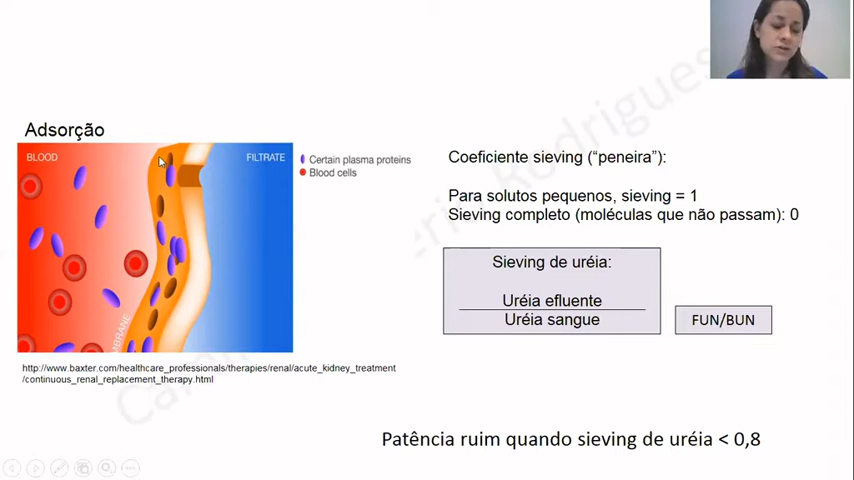 Adsorção
BLOOD
FILTRATE
MEMBRANE
Certain plasma proteins
Blood cells
http://www.baxter.com/healthcare_professionals/therapies/renal/acute_kidney_treatment
/continuous_renal_replacement_therapy.html
Coeficiente sieving (“peneira”):
Para solutos pequenos, sieving = 1
Sieving completo (moléculas que não passam): 0
Sieving de uréia:
Uréia efluente
Uréia sangue
FUN/BUN
Patência ruim quando sieving de uréia < 0,8
Rodrigues